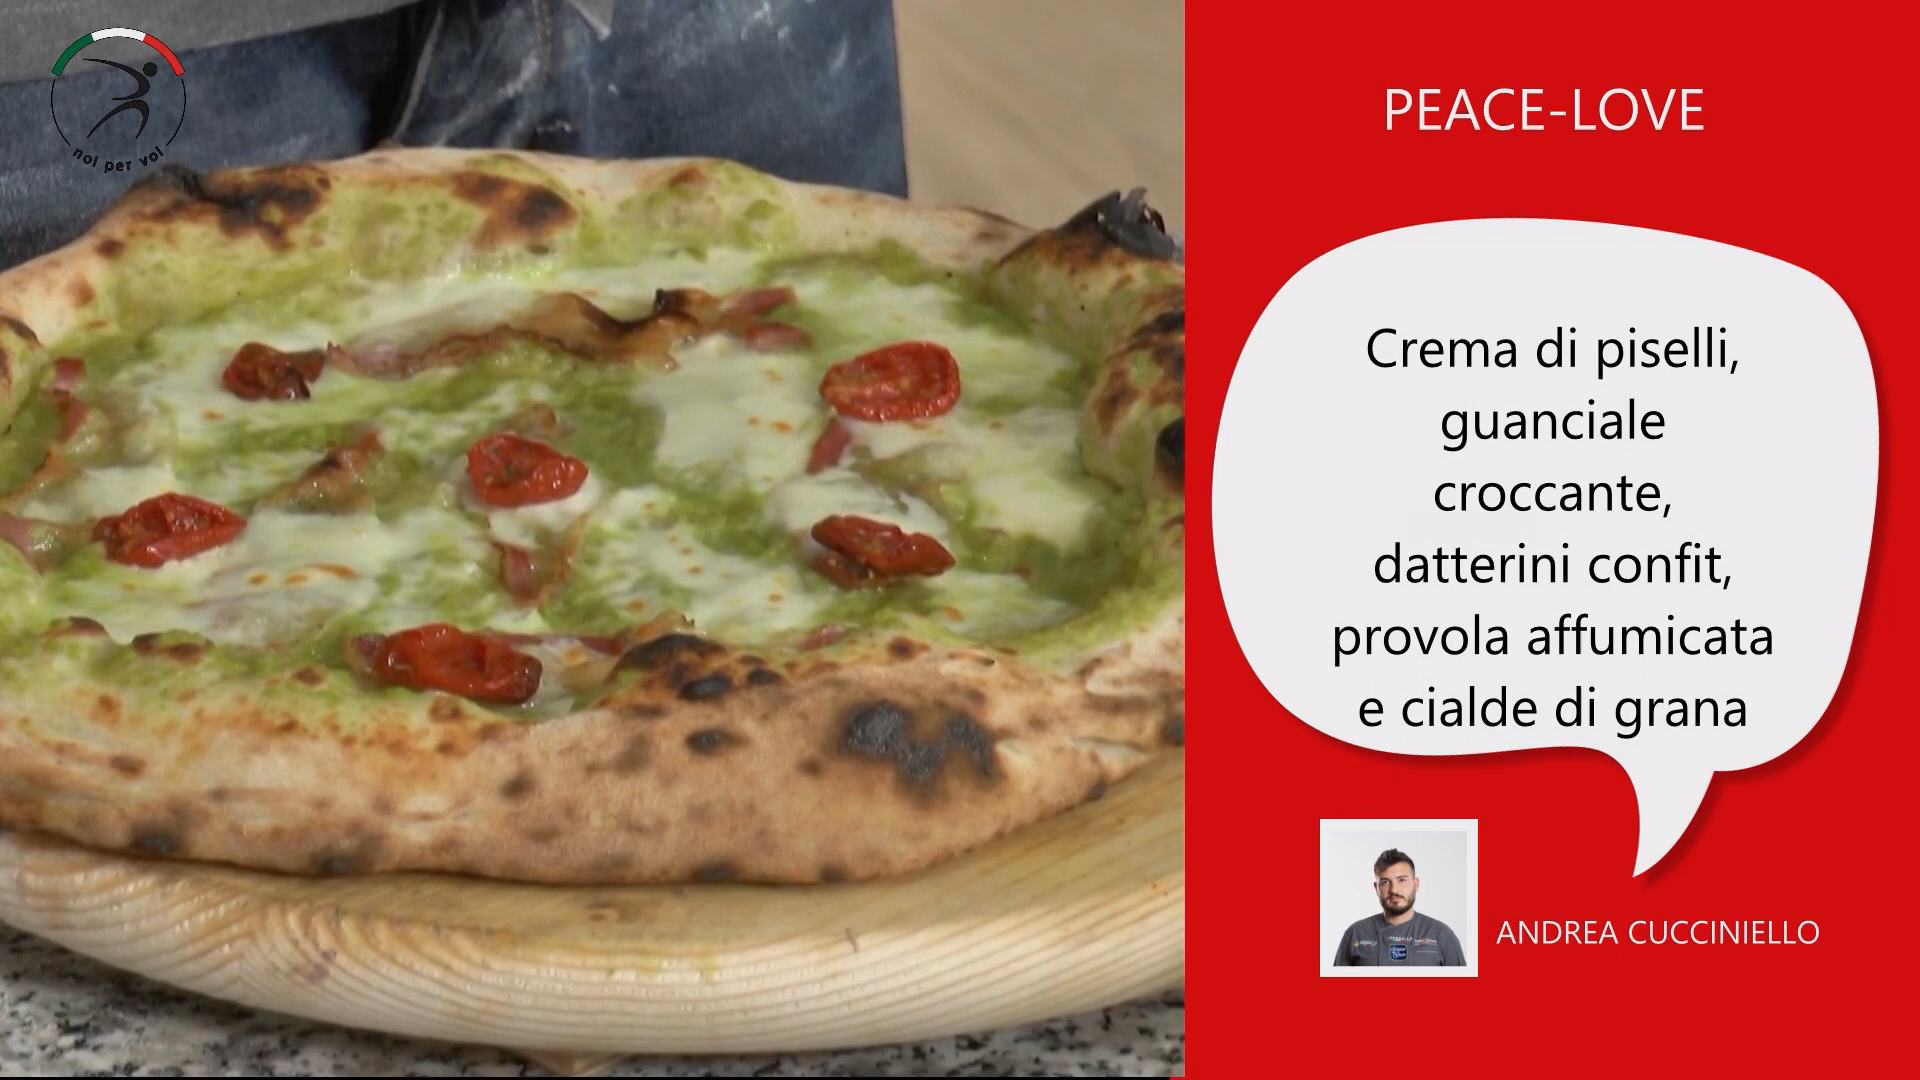 noi per voi
PEACE-LOVE
Crema di piselli,
guanciale
croccante,
datterini confit,
provola affumicata
e cialde di grana
ANDREA CUCCINIELLO